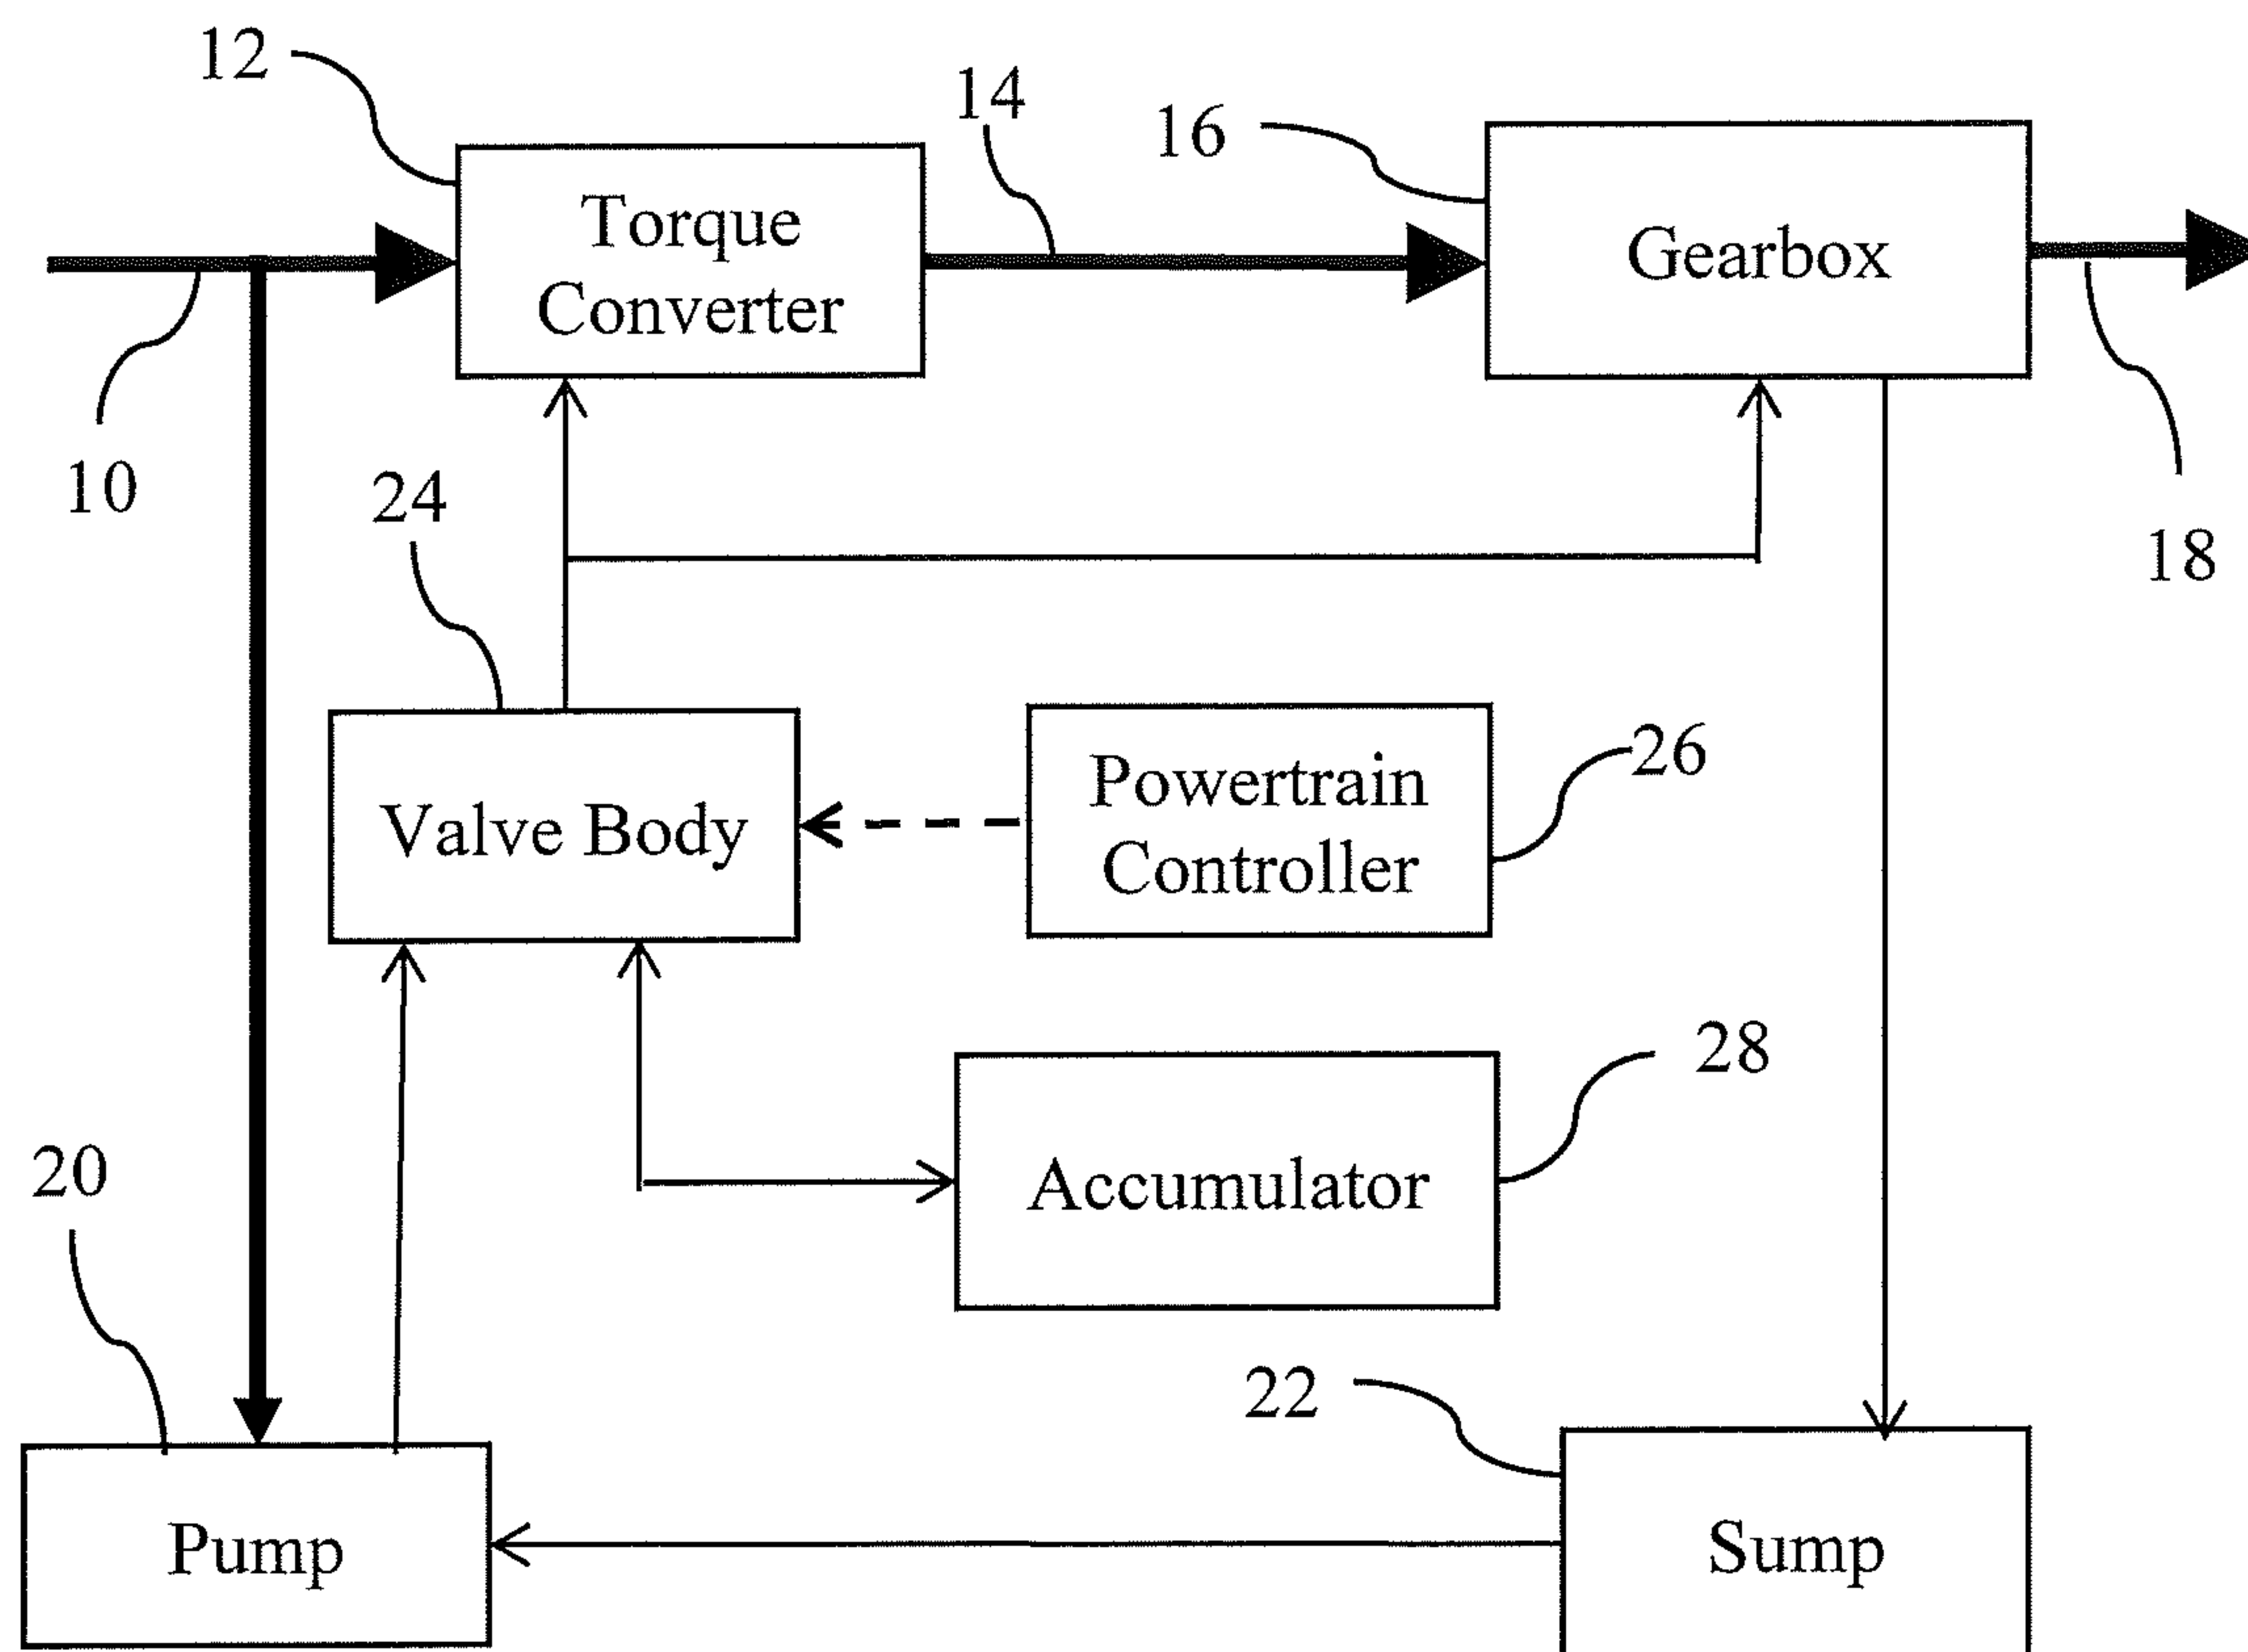 12
14
16
Torque
Converter
Gearbox
10
24
18
Powertrain
Controller
26
Valve Body
28
Accumulator
20
22
Pump
Sump